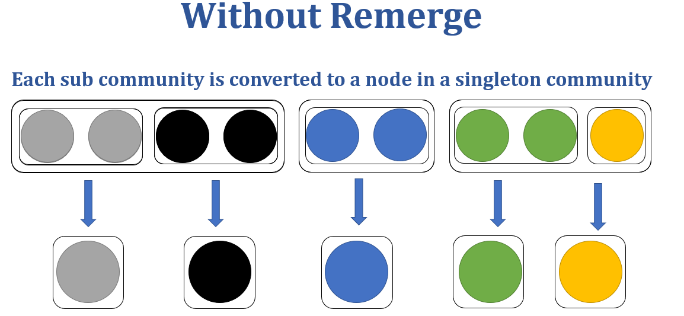 Without Remerge
Each sub community is converted to a node in a singleton community